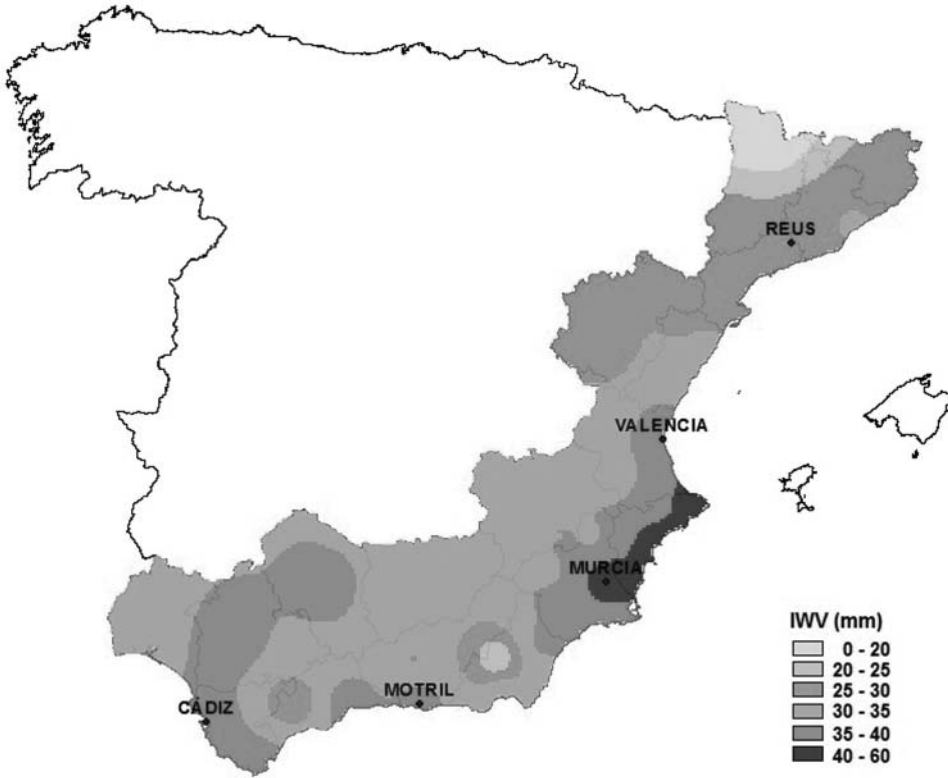 REUS
VALENCIA
MURCIA
MOTRIL
CÁDIZ
IWV (mm)
0 - 20
20 - 25
25 - 30
30 - 35
35 - 40
40 - 60